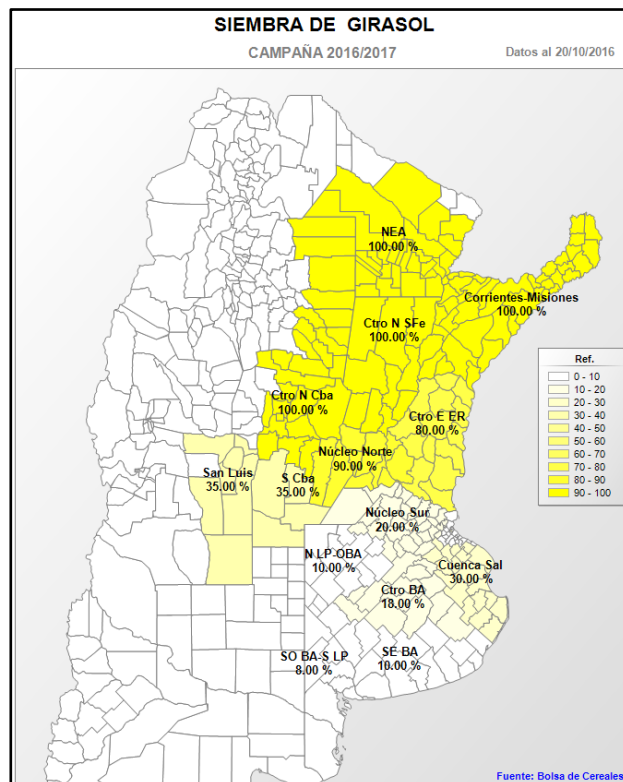 SIEMBRA DE GIRASOL
CAMPAÑA 2016/2017
Datos al 20/10/2016
NEA
100.00 %
Corrientes-Misiones
100.00 %
Ctro N SFe
100.00 %
Ctro N Cba
100.00 %
Ctro E ER
80.00 %
Núcleo Norte
90.00 %
San Luis
35.00 %
S Cba
35.00 %
Núcleo Sur
20.00 %
N LP-OBA
10.00 %
Cuenca Sal
30.00 %
Ctro BA
18.00 %
SO BA-S LP
8.00 %
SE BA
10.00 %
Ref.
0 - 10
10 - 20
20 - 30
30 - 40
40 - 50
50 - 60
60 - 70
70 - 80
80 - 90
90 - 100
Fuente: Bolsa de Cereales